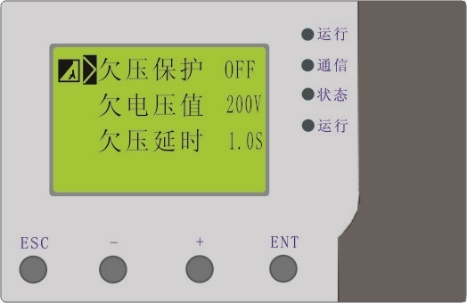 欠压保护 OFF
欠电压值 200V
欠压延时 1.0S
运行
通信
状态
运行
ESC - + ENT